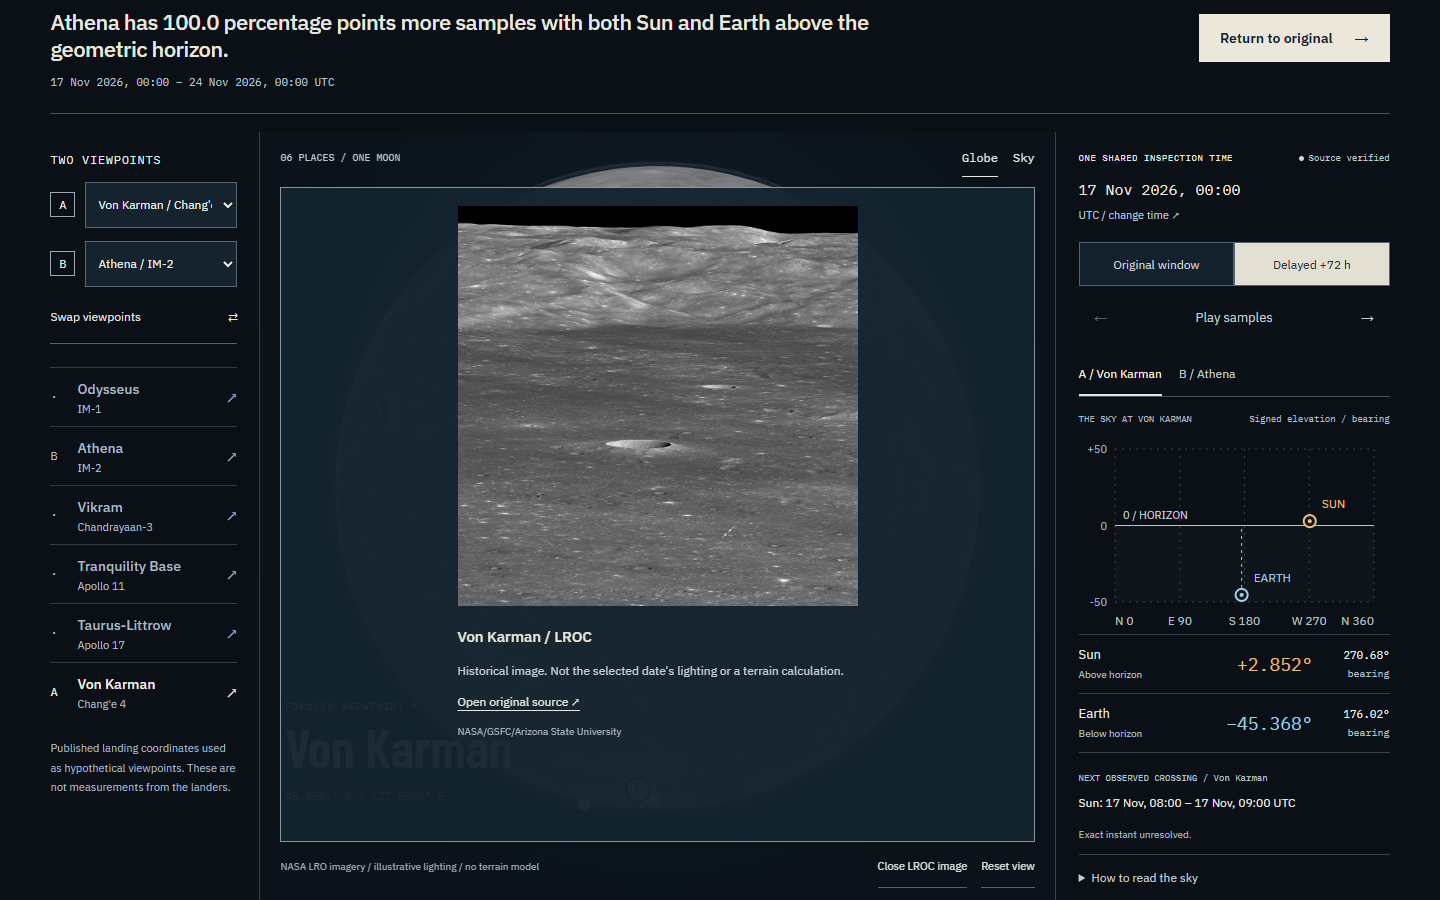 Athena has 100.0 percentage points more samples with both Sun and Earth above the
geometric horizon.
Return to original →
17 Nov 2026, 00:00 – 24 Nov 2026, 00:00 UTC
TWO VIEWPOINTS
A Von Karman / Chang'
B Athena / IM-2
Swap viewpoints ⇄
· Odysseus ↗
IM-1
B Athena ↗
IM-2
· Vikram ↗
Chandrayaan-3
· Tranquility Base ↗
Apollo 11
· Taurus-Littrow ↗
Apollo 17
A Von Karman ↗
Chang'e 4
Published landing coordinates used
as hypothetical viewpoints. These are
not measurements from the landers.
06 PLACES / ONE MOON
Globe Sky
Von Karman / LROC
Historical image. Not the selected date's lighting or a terrain calculation.
Open original source ↗
NASA/GSFC/Arizona State University
FOCUSED VIEWPOINT A
Von Karman
B
NASA LRO imagery / illustrative lighting / no terrain model
Close LROC image Reset view
ONE SHARED INSPECTION TIME
● Source verified
17 Nov 2026, 00:00
UTC / change time ↗
Original window
Delayed +72 h
← Play samples →
A / Von Karman B / Athena
THE SKY AT VON KARMAN
Signed elevation / bearing
+50
SUN
0 / HORIZON
0
EARTH
-50
N 0 E 90 S 180 W 270 N 360
Sun
Above horizon
+2.852°
270.68°
bearing
Earth
Below horizon
−45.368°
176.02°
bearing
NEXT OBSERVED CROSSING / Von Karman
Sun: 17 Nov, 08:00 – 17 Nov, 09:00 UTC
Exact instant unresolved.
▶ How to read the sky